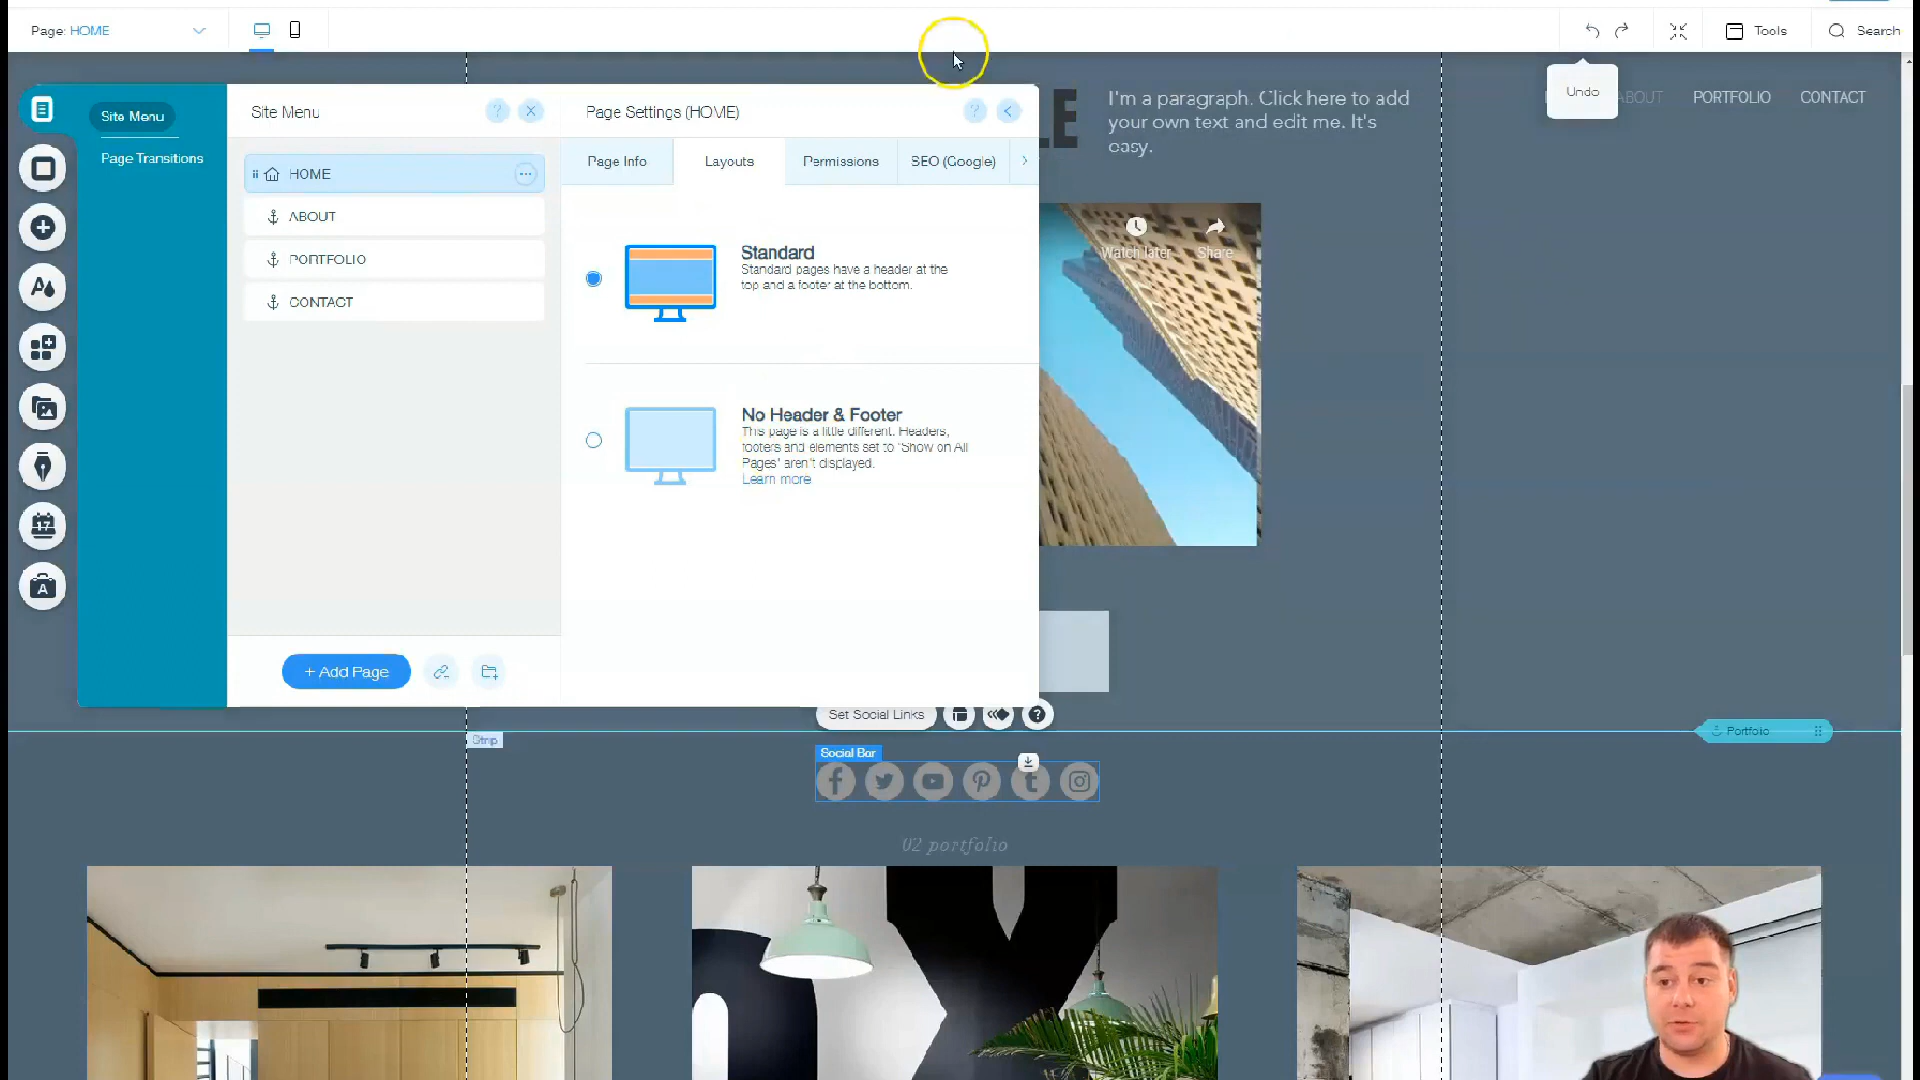 Page: HOME
Tools
Search
Undo
ABOUT
PORTFOLIO
CONTACT
Site Menu
Page Transitions
Site Menu
?
HOME
ABOUT
PORTFOLIO
CONTACT
+ Add Page
Page Settings (HOME)
?
Page Info
Layouts
Permissions
SEO (Google)
Standard
Standard pages have a header at the
top and a footer at the bottom.
No Header & Footer
This page is a little different. Headers,
footers and elements set to "Show on All
Pages" aren't displayed.
Learn more
LE
I'm a paragraph. Click here to add
your own text and edit me. It's
easy.
Watch later
Share
17
A
Set Social Links
?
Strip
Portfolio
Social Bar
02 portfolio